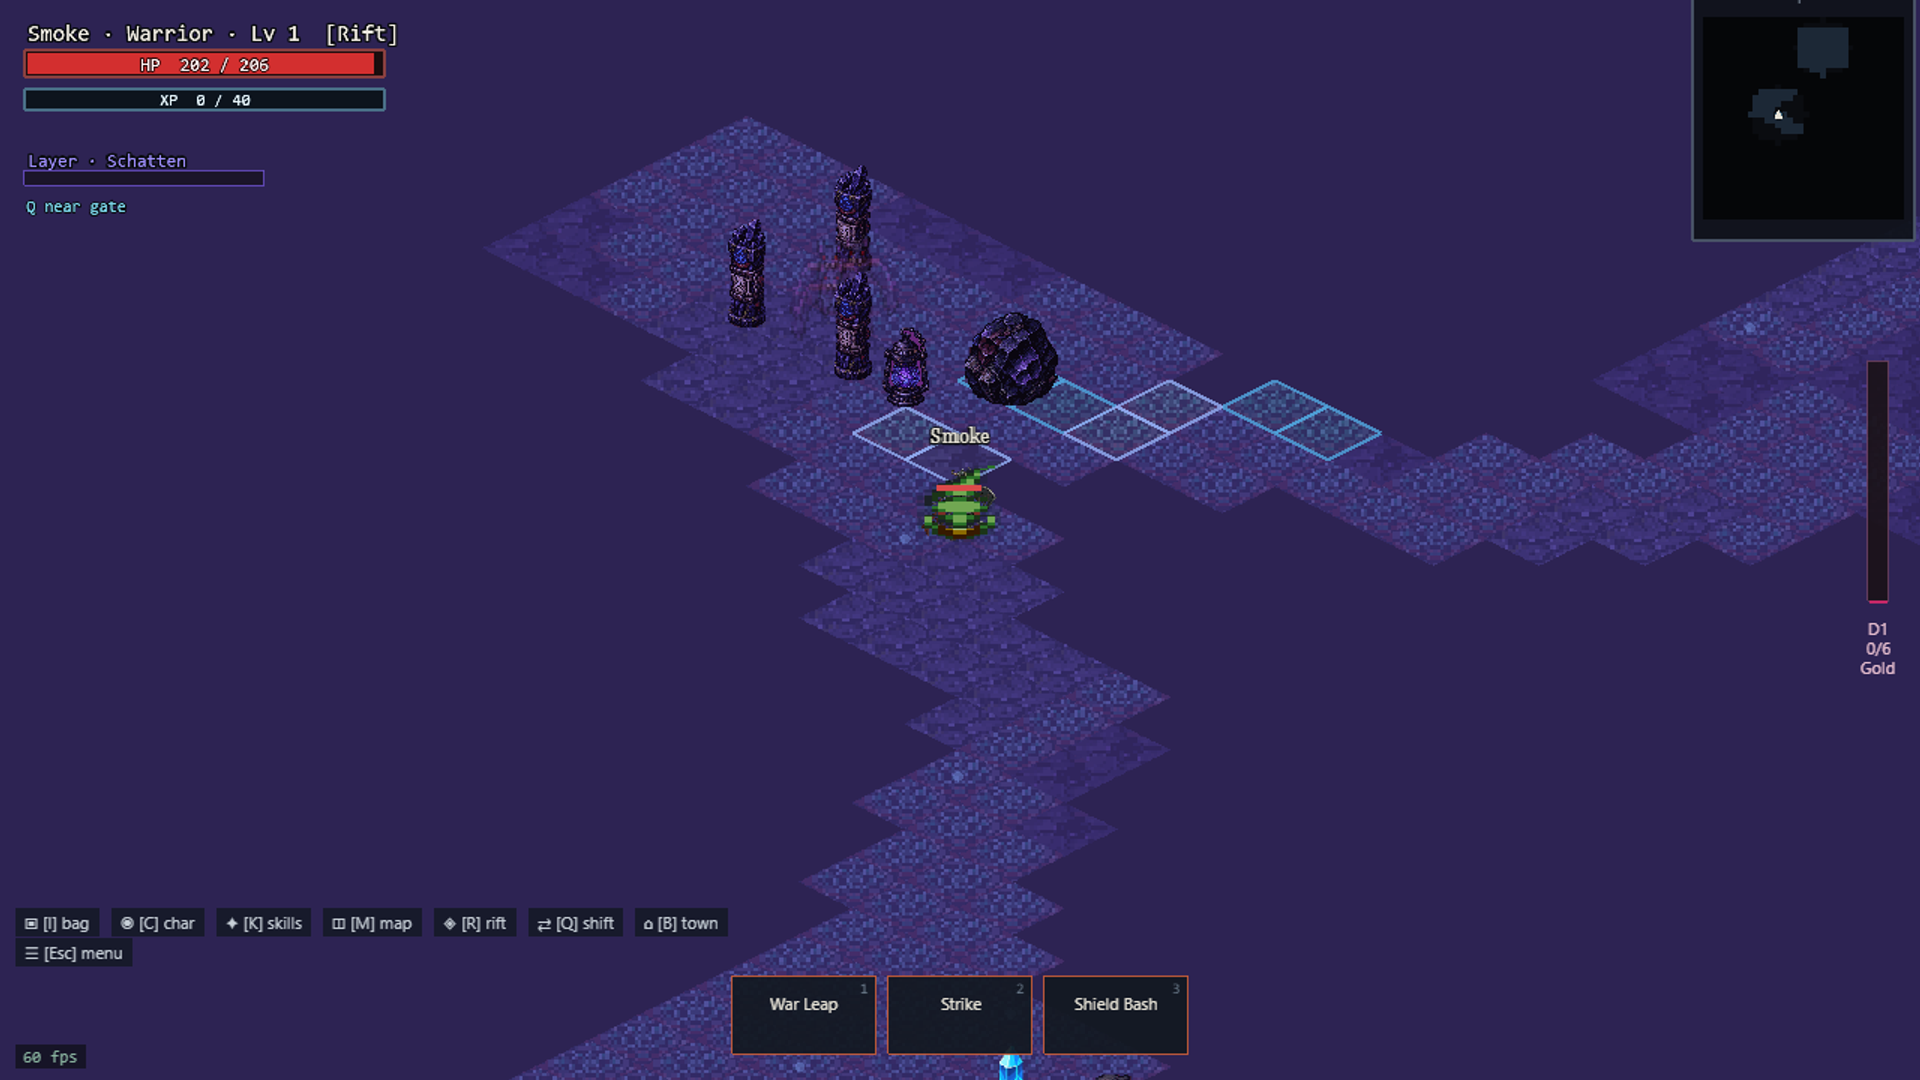 Smoke · Warrior · Lv 1 [Rift]
HP 202 / 206
XP 0 / 40
Layer · Schatten
Q near gate
Smoke
D1
0/6
Gold
[I] bag
[C] char
[K] skills
[M] map
[R] rift
[Q] shift
[B] town
[Esc] menu
War Leap 1
Strike 2
Shield Bash 3
60 fps